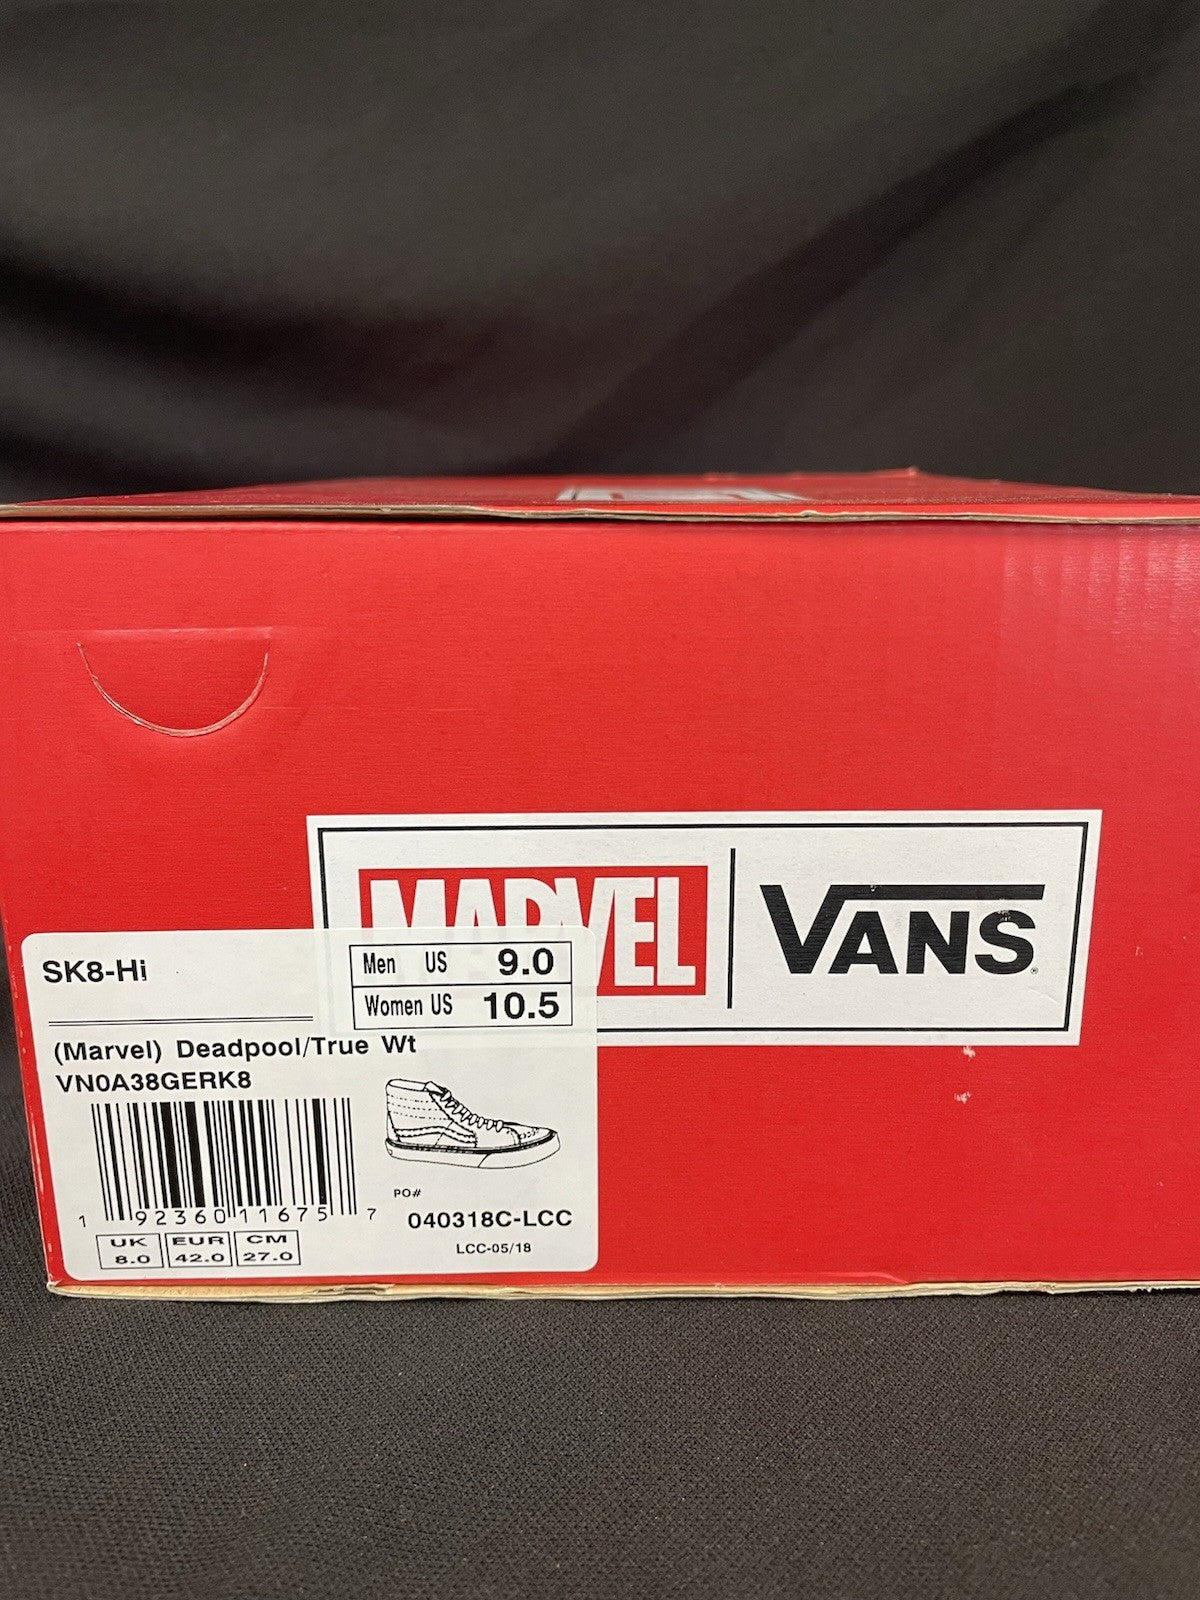 MARVEL
VANS
SK8-Hi
Men US 9.0
Women US 10.5
(Marvel) Deadpool/True Wt
VN0A38GERK8
1 92360 11675 7
PO#
040318C-LCC
LCC-05/18
UK 8.0
EUR 42.0
CM 27.0